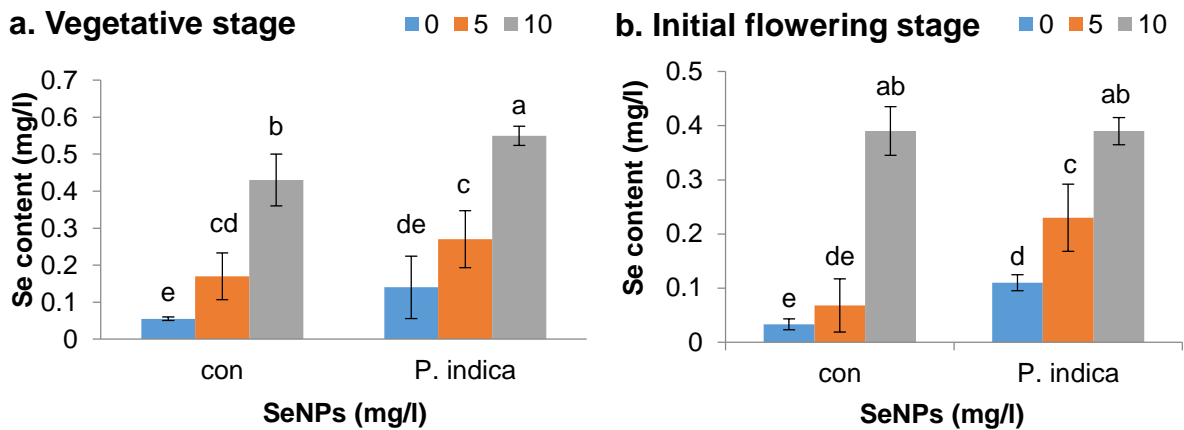 a. Vegetative stage
0 5 10
Se content (mg/l)
0.7
0.6
0.5
0.4
0.3
0.2
0.1
0
e
cd
b
de
c
a
con
P. indica
SeNPs (mg/l)
b. Initial flowering stage
0 5 10
Se content (mg/l)
0.5
0.4
0.3
0.2
0.1
0
e
de
ab
d
c
ab
con
P. indica
SeNPs (mg/l)